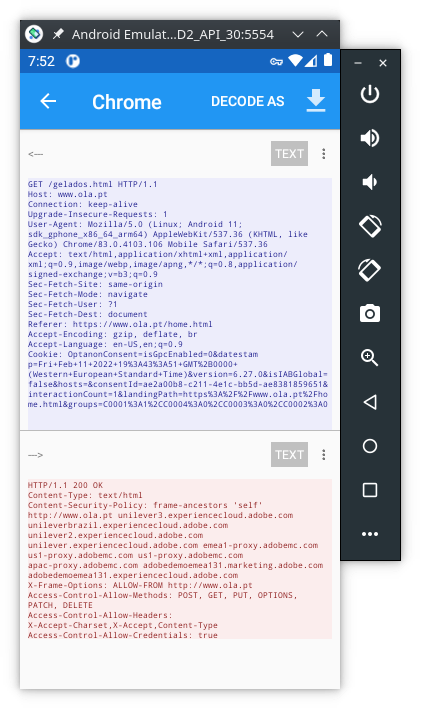 Android Emulat...D2_API_30:5554
7:52
Chrome
DECODE AS
<---
TEXT
GET /gelados.html HTTP/1.1
Host: www.ola.pt
Connection: keep-alive
Upgrade-Insecure-Requests: 1
User-Agent: Mozilla/5.0 (Linux; Android 11;
sdk_gphone_x86_64_arm64) AppleWebKit/537.36 (KHTML, like
Gecko) Chrome/83.0.4103.106 Mobile Safari/537.36
Accept: text/html,application/xhtml+xml,application/
xml;q=0.9,image/webp,image/apng,*/*;q=0.8,application/
signed-exchange;v=b3;q=0.9
Sec-Fetch-Site: same-origin
Sec-Fetch-Mode: navigate
Sec-Fetch-User: ?1
Sec-Fetch-Dest: document
Referer: https://www.ola.pt/home.html
Accept-Encoding: gzip, deflate, br
Accept-Language: en-US,en;q=0.9
Cookie: OptanonConsent=isGpcEnabled=0&datestam
p=Fri+Feb+11+2022+19%3A43%3A51+GMT%2B0000+
(Western+European+Standard+Time)&version=6.27.0&isIABGlobal=
false&hosts=&consentId=ae2a00b8-c211-4e1c-bb5d-ae8381859651&
interactionCount=1&landingPath=https%3A%2F%2Fwww.ola.pt%2Fho
me.html&groups=C0001%3A1%2CC0004%3A0%2CC0003%3A0%2CC0002%3A0
--->
TEXT
HTTP/1.1 200 OK
Content-Type: text/html
Content-Security-Policy: frame-ancestors 'self'
http://www.ola.pt unilever3.experiencecloud.adobe.com
unileverbrazil.experiencecloud.adobe.com
unilever2.experiencecloud.adobe.com
unilever.experiencecloud.adobe.com emea1-proxy.adobemc.com
us1-proxy.adobemc.com us1-proxy.adobemc.com
apac-proxy.adobemc.com adobedemoemea131.marketing.adobe.com
adobedemoemea131.experiencecloud.adobe.com
X-Frame-Options: ALLOW-FROM http://www.ola.pt
Access-Control-Allow-Methods: POST, GET, PUT, OPTIONS,
PATCH, DELETE
Access-Control-Allow-Headers:
X-Accept-Charset,X-Accept,Content-Type
Access-Control-Allow-Credentials: true